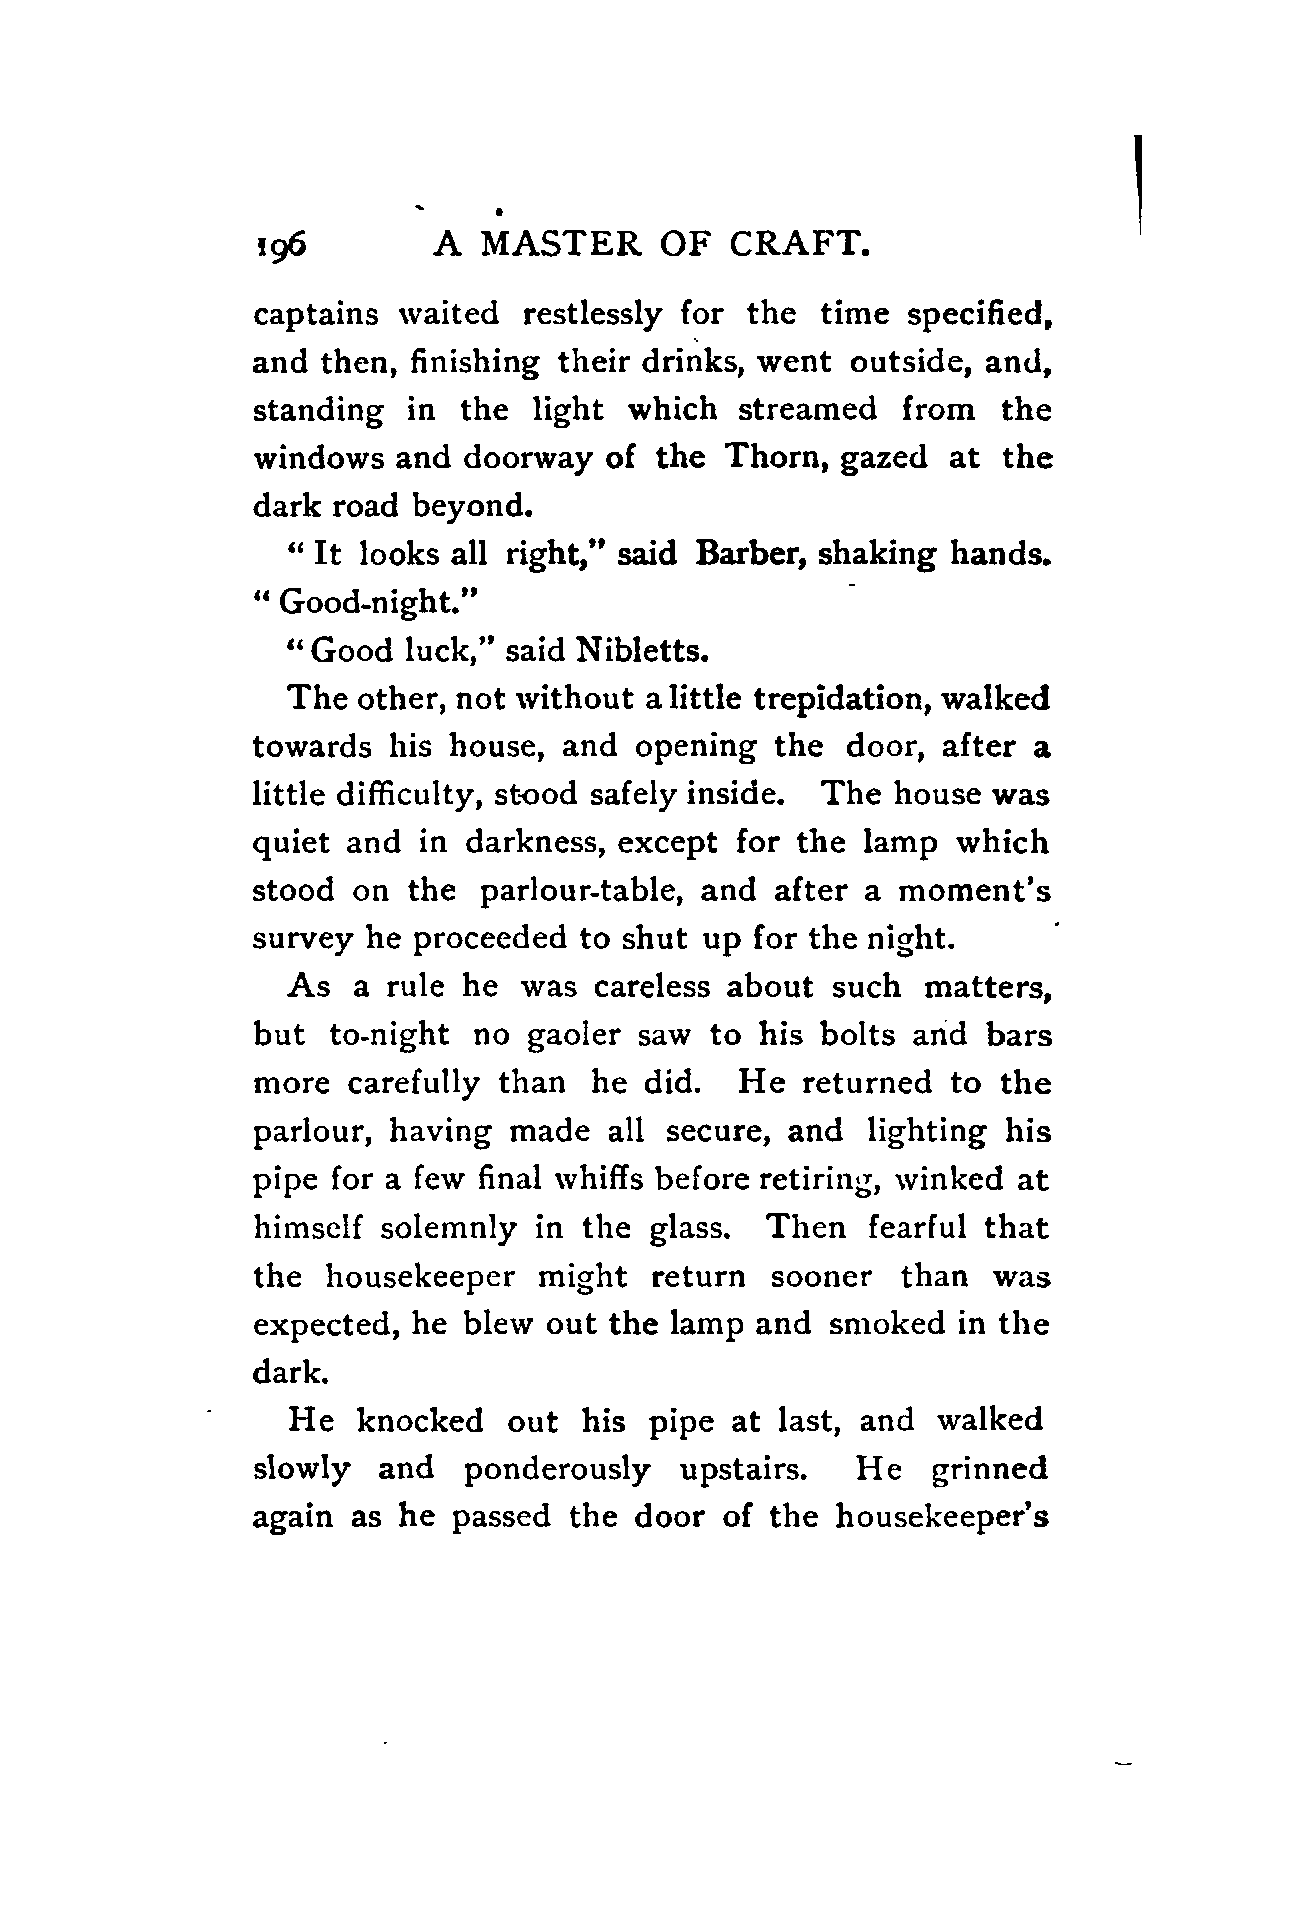 196 A MASTER OF CRAFT.
captains waited restlessly for the time specified,
and then, finishing their drinks, went outside, and,
standing in the light which streamed from the
windows and doorway of the Thorn, gazed at the
dark road beyond.
“ It looks all right,” said Barber, shaking hands.
“ Good-night.”
“ Good luck,” said Nibletts.
The other, not without a little trepidation, walked
towards his house, and opening the door, after a
little difficulty, stood safely inside. The house was
quiet and in darkness, except for the lamp which
stood on the parlour-table, and after a moment’s
survey he proceeded to shut up for the night.
As a rule he was careless about such matters,
but to-night no gaoler saw to his bolts and bars
more carefully than he did. He returned to the
parlour, having made all secure, and lighting his
pipe for a few final whiffs before retiring, winked at
himself solemnly in the glass. Then fearful that
the housekeeper might return sooner than was
expected, he blew out the lamp and smoked in the
dark.
He knocked out his pipe at last, and walked
slowly and ponderously upstairs. He grinned
again as he passed the door of the housekeeper’s